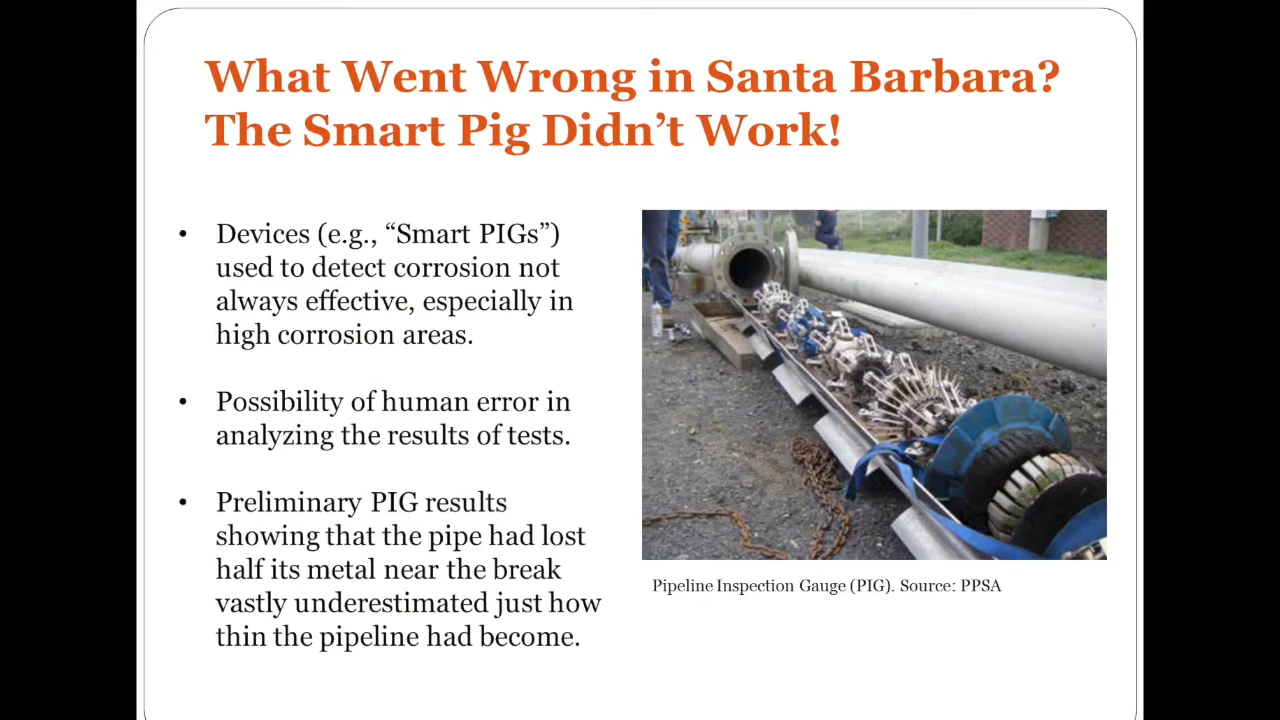 What Went Wrong in Santa Barbara?
The Smart Pig Didn’t Work!
• Devices (e.g., “Smart PIGs”)
used to detect corrosion not
always effective, especially in
high corrosion areas.
• Possibility of human error in
analyzing the results of tests.
• Preliminary PIG results
showing that the pipe had lost
half its metal near the break
vastly underestimated just how
thin the pipeline had become.
Pipeline Inspection Gauge (PIG). Source: PPSA